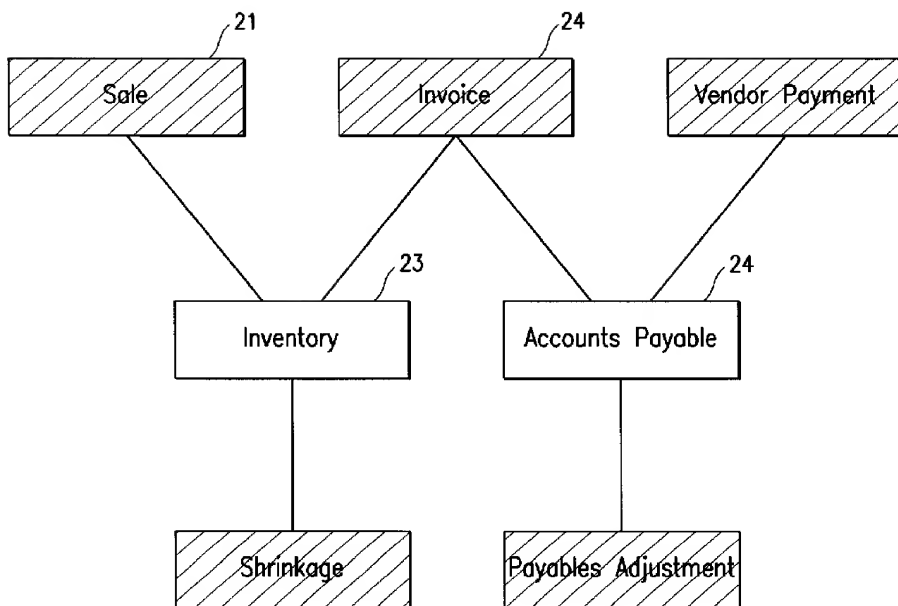 21
24
Sale
Invoice
Vendor Payment
23
24
Inventory
Accounts Payable
Shrinkage
Payables Adjustment